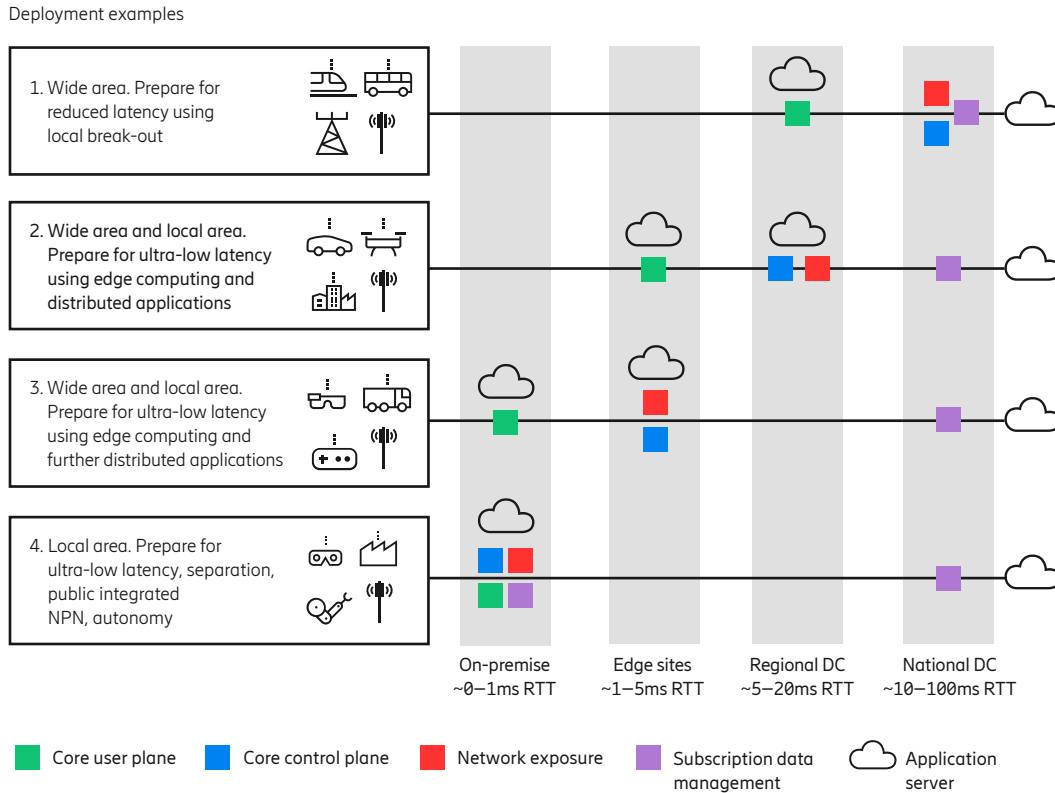 Deployment examples
1. Wide area. Prepare for
reduced latency using
local break-out
2. Wide area and local area.
Prepare for ultra-low latency
using edge computing and
distributed applications
3. Wide area and local area.
Prepare for ultra-low latency
using edge computing and
further distributed applications
4. Local area. Prepare for
ultra-low latency, separation,
public integrated
NPN, autonomy
On-premise
~0–1ms RTT
Edge sites
~1–5ms RTT
Regional DC
~5–20ms RTT
National DC
~10–100ms RTT
Core user plane
Core control plane
Network exposure
Subscription data
management
Application
server